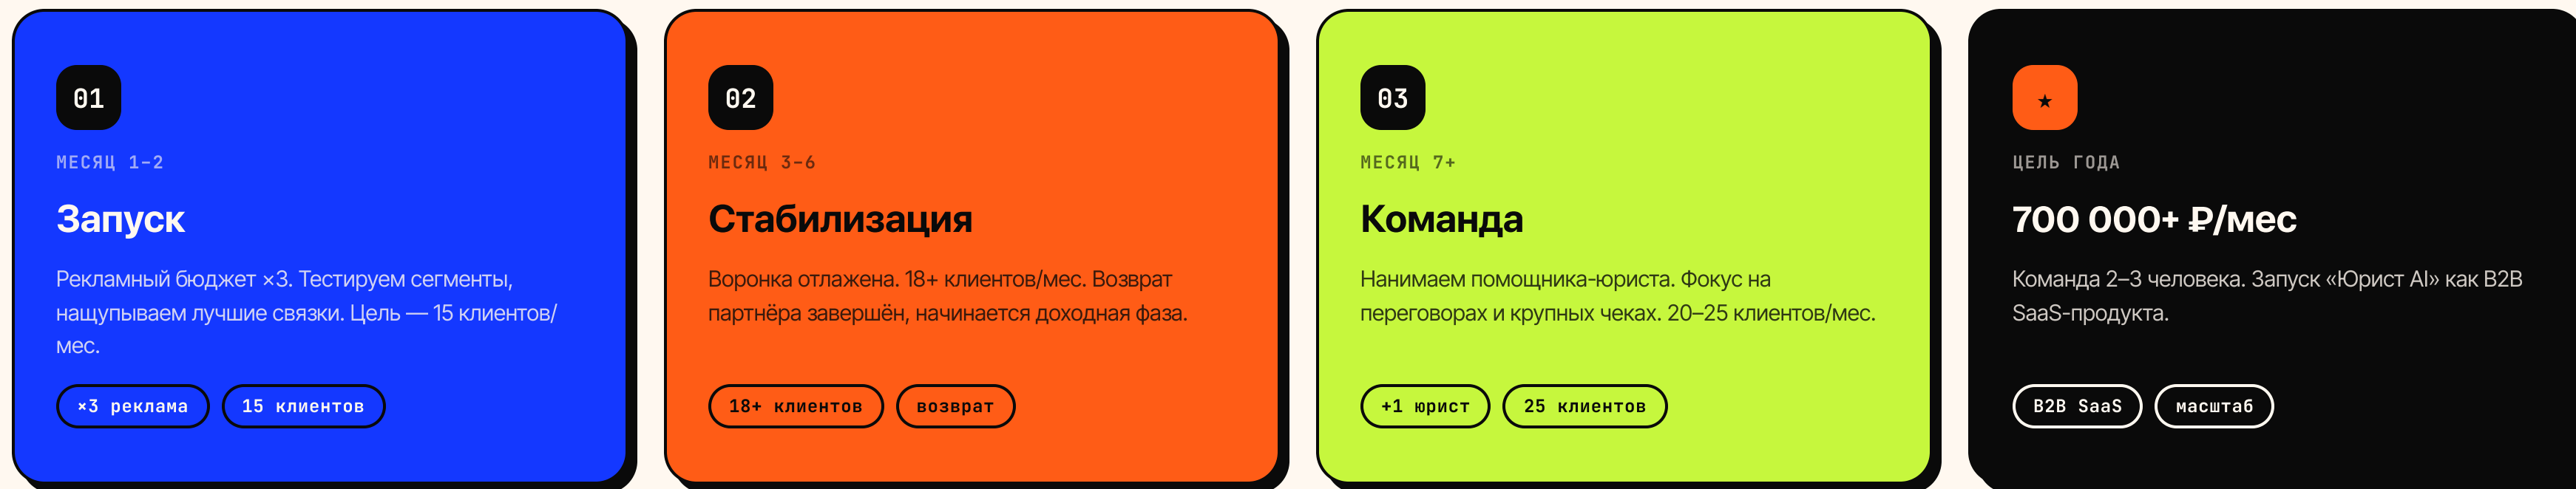 01
МЕСЯЦ 1–2
Запуск
Рекламный бюджет ×3. Тестируем сегменты,
нащупываем лучшие связки. Цель — 15 клиентов/
мес.
×3 реклама
15 клиентов
02
МЕСЯЦ 3–6
Стабилизация
Воронка отлажена. 18+ клиентов/мес. Возврат
партнёра завершён, начинается доходная фаза.
18+ клиентов
возврат
03
МЕСЯЦ 7+
Команда
Нанимаем помощника-юриста. Фокус на
переговорах и крупных чеках. 20–25 клиентов/мес.
+1 юрист
25 клиентов
★
ЦЕЛЬ ГОДА
700 000+ ₽/мес
Команда 2–3 человека. Запуск «Юрист AI» как B2B
SaaS-продукта.
B2B SaaS
масштаб